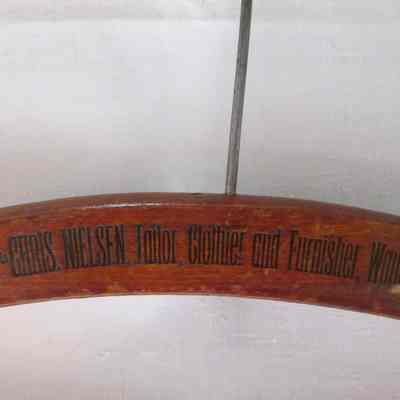 CHRIS. NIELSEN, Tailor, Clothier and Furnisher,